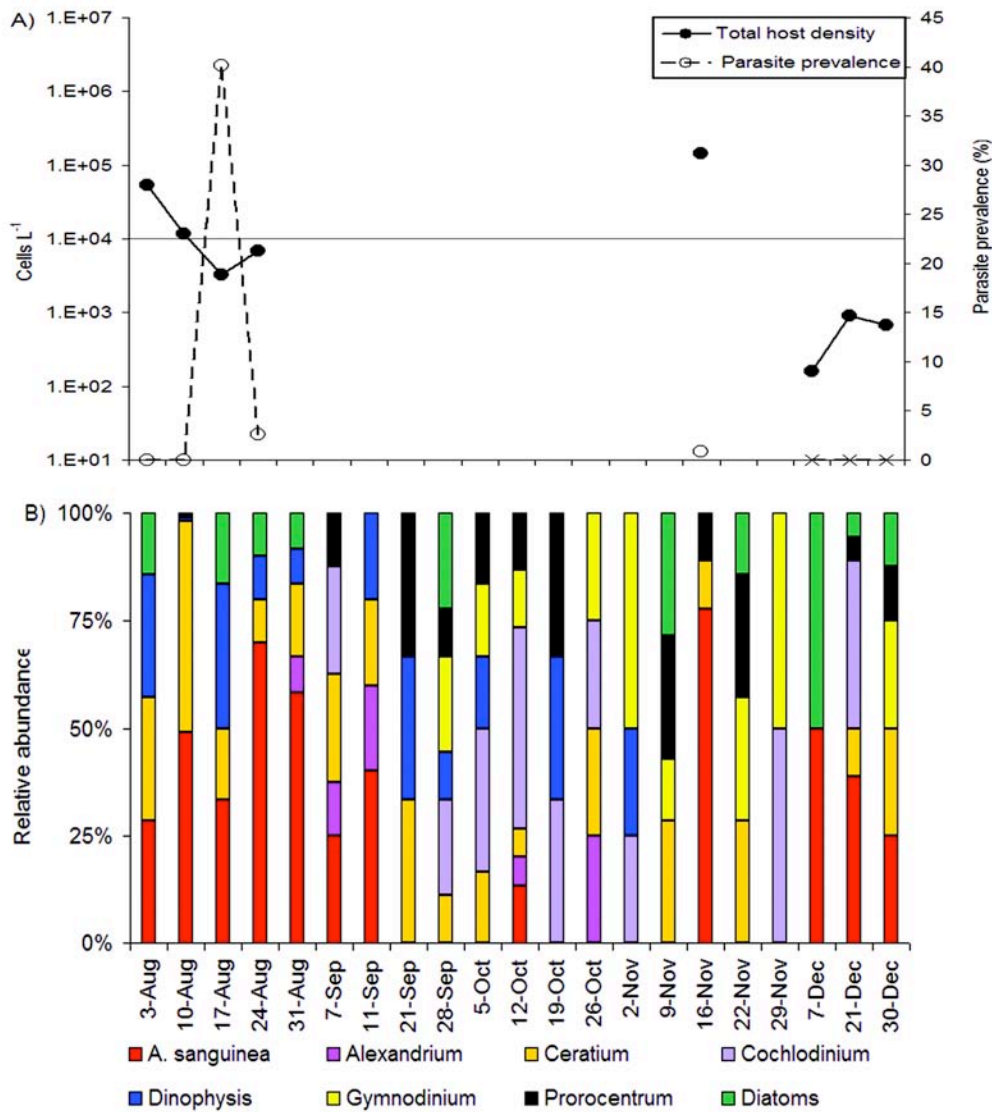 A)
1.E+07
1.E+06
1.E+05
1.E+04
1.E+03
1.E+02
1.E+01
Cells L-1
Total host density
Parasite prevalence
45
40
35
30
25
20
15
10
5
0
Parasite prevalence (%)
B)
100%
75%
50%
25%
0%
Relative abundance
3-Aug
10-Aug
17-Aug
24-Aug
31-Aug
7-Sep
11-Sep
21-Sep
28-Sep
5-Oct
12-Oct
19-Oct
26-Oct
2-Nov
9-Nov
16-Nov
22-Nov
29-Nov
7-Dec
21-Dec
30-Dec
A. sanguinea
Alexandrium
Ceratium
Cochlodinium
Dinophysis
Gymnodinium
Prorocentrum
Diatoms